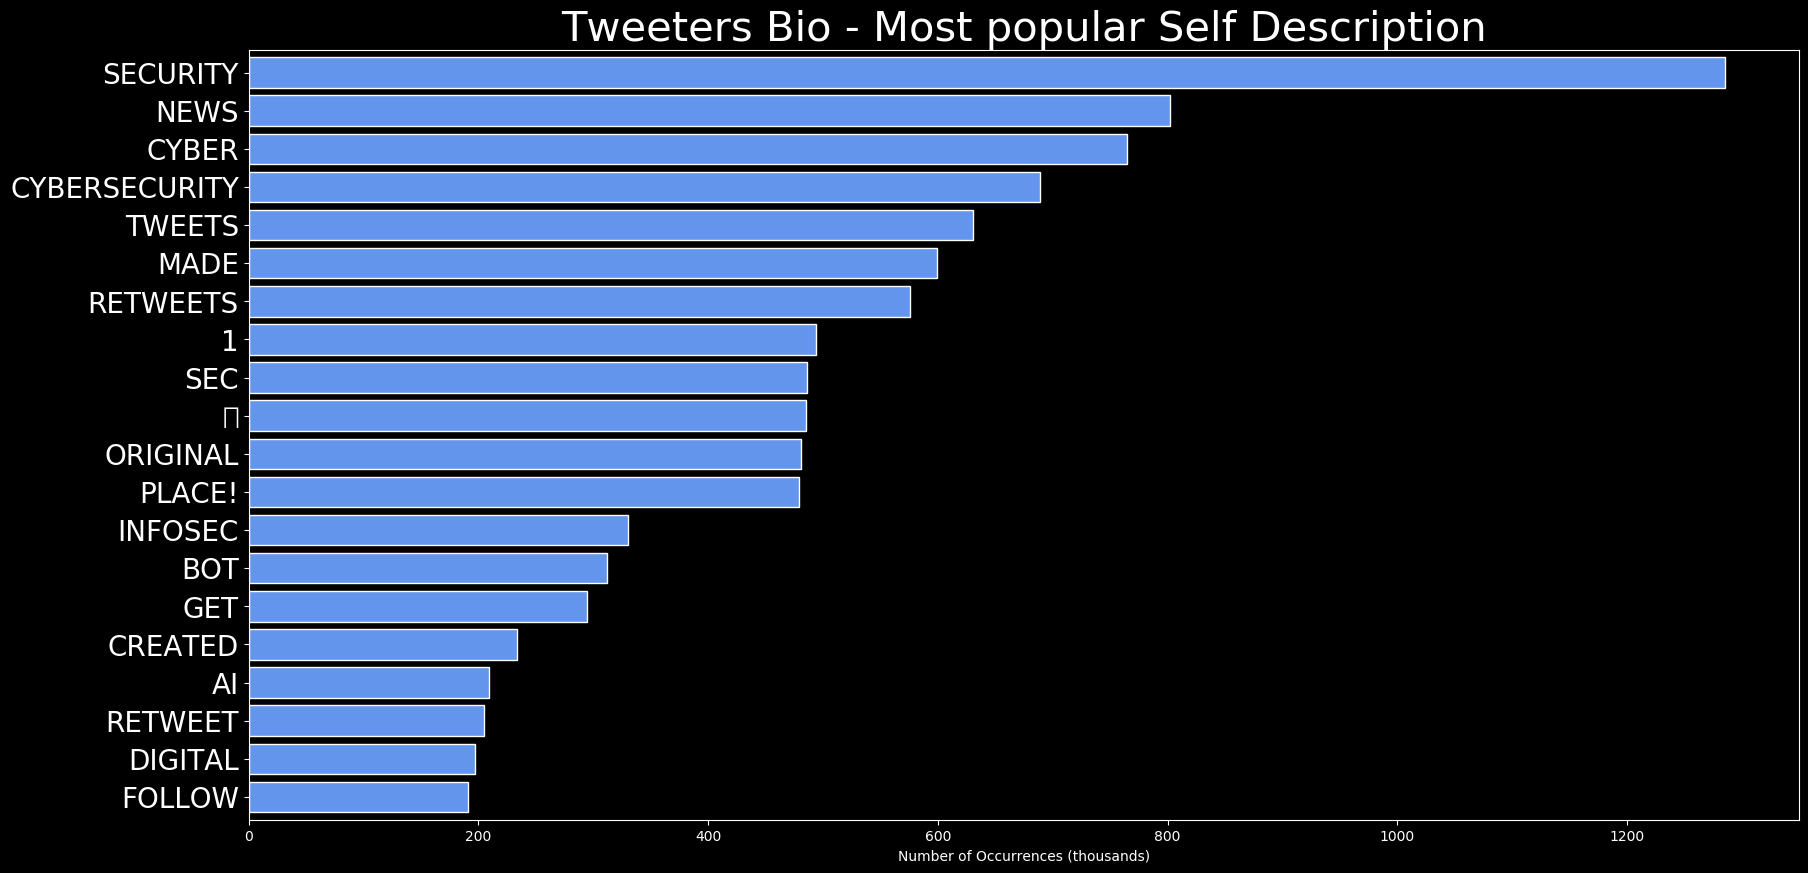 Tweeters Bio - Most popular Self Description
SECURITY
NEWS
CYBER
CYBERSECURITY
TWEETS
MADE
RETWEETS
1
SEC
ORIGINAL
PLACE!
INFOSEC
BOT
GET
CREATED
AI
RETWEET
DIGITAL
FOLLOW
0 200 400 600 800 1000 1200
Number of Occurrences (thousands)